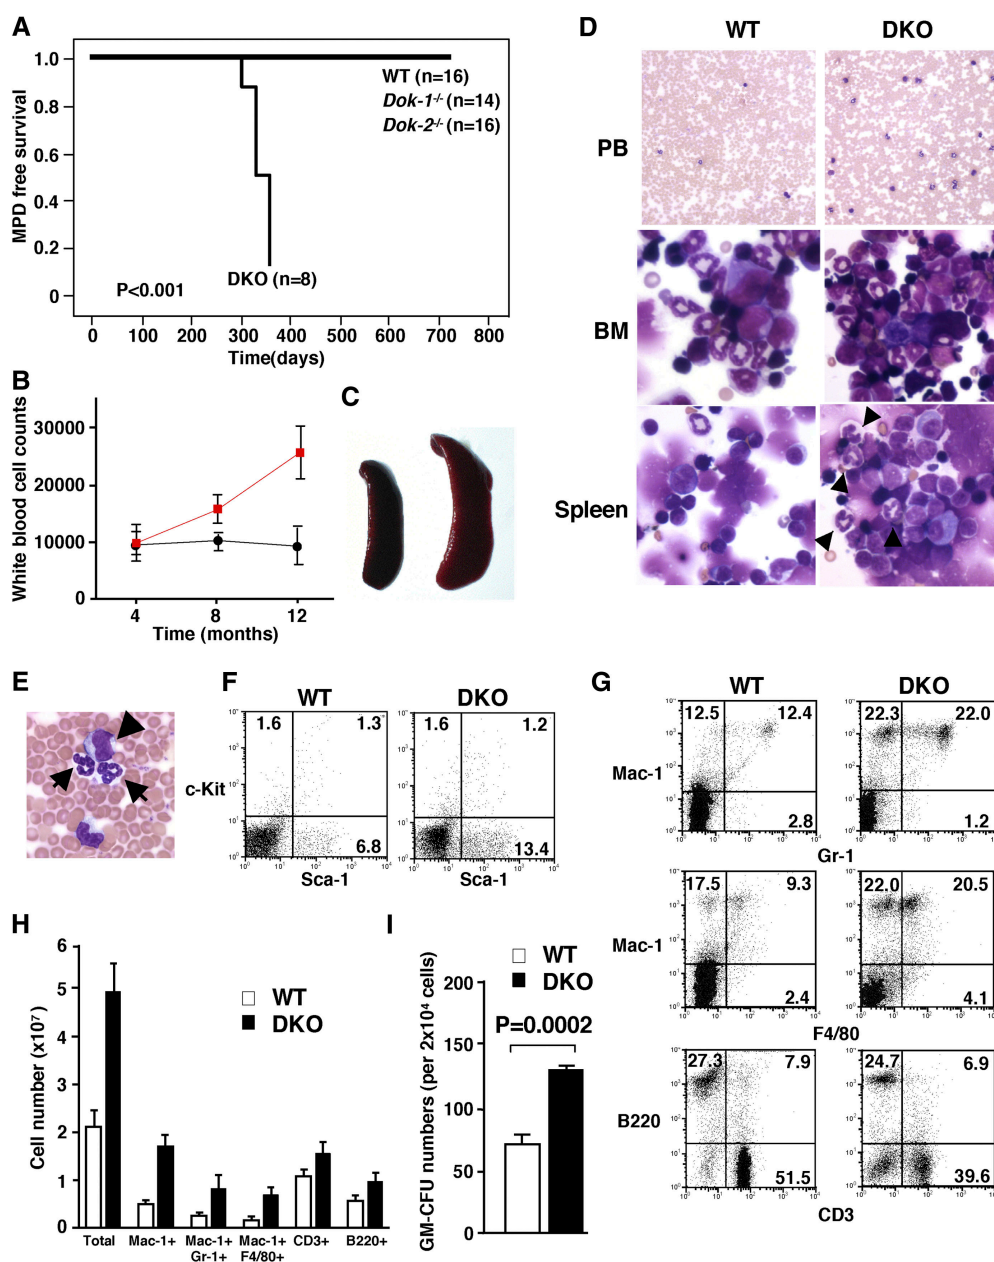 A
MPD free survival
1.0
0.8
0.6
0.4
0.2
0
WT (n=16)
Dok-1-/- (n=14)
Dok-2-/- (n=16)
DKO (n=8)
P<0.001
0 100 200 300 400 500 600 700 800
Time(days)
B
White blood cell counts
30000
20000
10000
0
4 8 12
Time (months)
C
D
WT DKO
PB
BM
Spleen
E
F
WT DKO
c-Kit
1.6 1.3
6.8
1.6 1.2
13.4
10⁰ 10¹ 10² 10³ 10⁴
Sca-1 Sca-1
G
WT DKO
Mac-1
12.5 12.4
2.8
22.3 22.0
1.2
Gr-1
Mac-1
17.5 9.3
2.4
22.0 20.5
4.1
F4/80
B220
27.3 7.9
51.5
24.7 6.9
39.6
CD3
H
Cell number (x10⁷)
6
5
4
3
2
1
0
WT
DKO
Total Mac-1+ Mac-1+ Mac-1+ CD3+ B220+
Gr-1+ F4/80+
I
GM-CFU numbers (per 2x10⁴ cells)
WT
DKO
200
150
100
50
0
P=0.0002